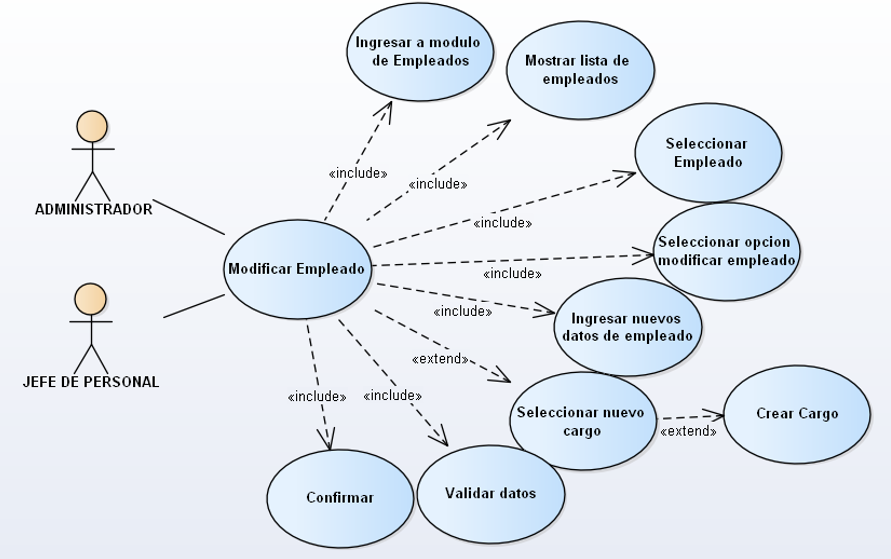 Ingresar a modulo
de Empleados
Mostrar lista de
empleados
Seleccionar
Empleado
«include»
«include»
ADMINISTRADOR
«include»
Seleccionar opcion
modificar empleado
Modificar Empleado
«include»
«include»
Ingresar nuevos
datos de empleado
«extend»
JEFE DE PERSONAL
«include»
«include»
Seleccionar nuevo
cargo
«extend»
Crear Cargo
Confirmar
Validar datos